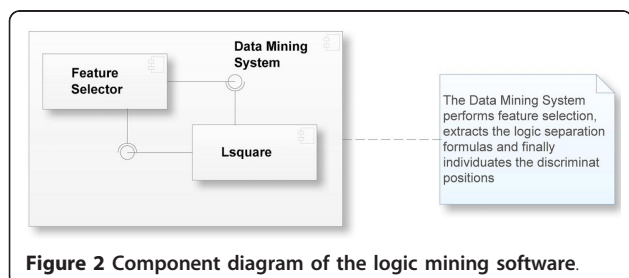 Data Mining
System
Feature
Selector
Lsquare
The Data Mining System
performs feature selection,
extracts the logic separation
formulas and finally
individuates the discriminat
positions
Figure 2 Component diagram of the logic mining software.